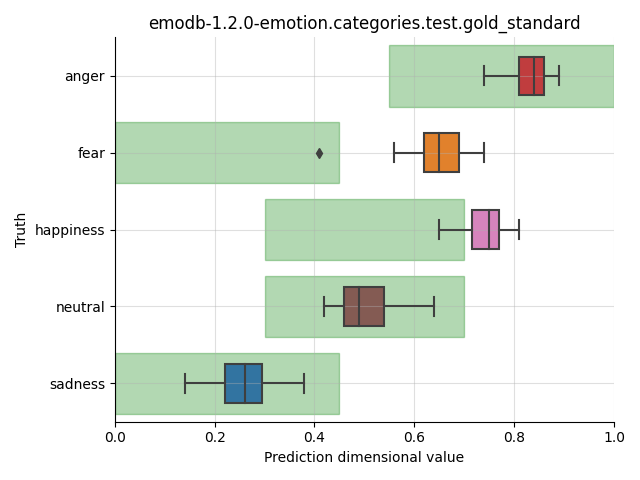 emodb-1.2.0-emotion.categories.test.gold_standard
anger
fear
happiness
neutral
sadness
Truth
0.0 0.2 0.4 0.6 0.8 1.0
Prediction dimensional value